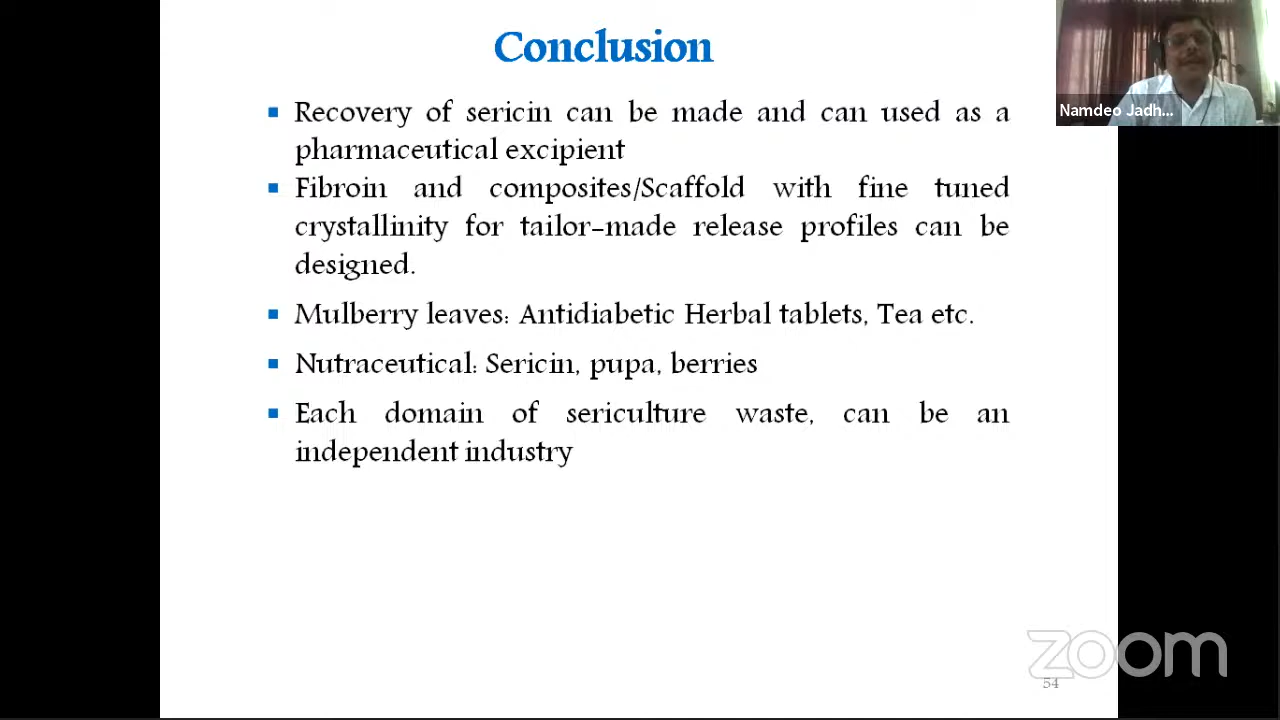 Conclusion
Namdeo Jadh...
▪ Recovery of sericin can be made and can used as a
pharmaceutical excipient
▪ Fibroin and composites/Scaffold with fine tuned
crystallinity for tailor-made release profiles can be
designed.
▪ Mulberry leaves: Antidiabetic Herbal tablets, Tea etc.
▪ Nutraceutical: Sericin, pupa, berries
▪ Each domain of sericulture waste, can be an
independent industry
zoom
54